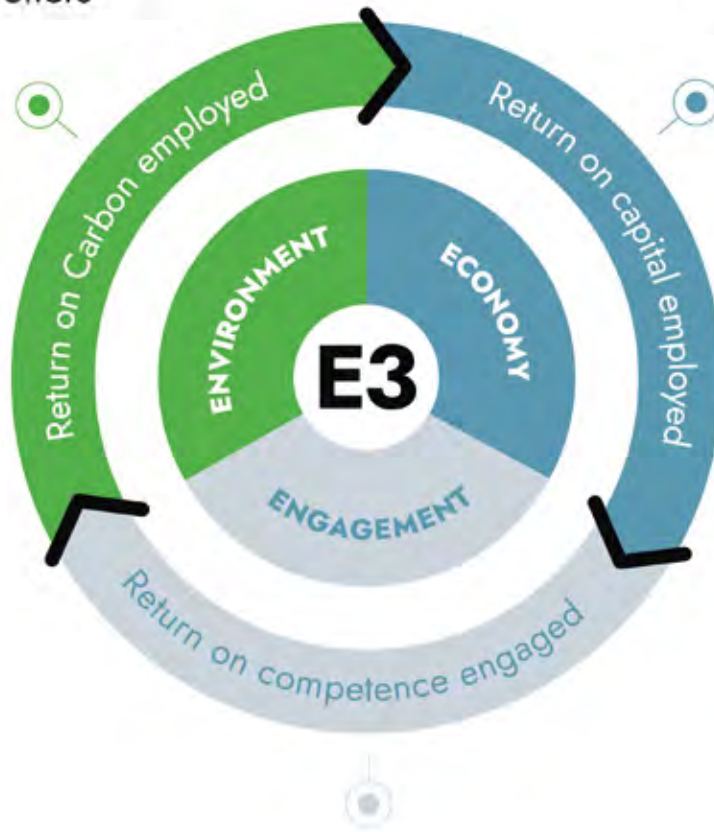 Return on Carbon employed
Return on capital employed
ENVIRONMENT
ECONOMY
E3
ENGAGEMENT
Return on competence engaged